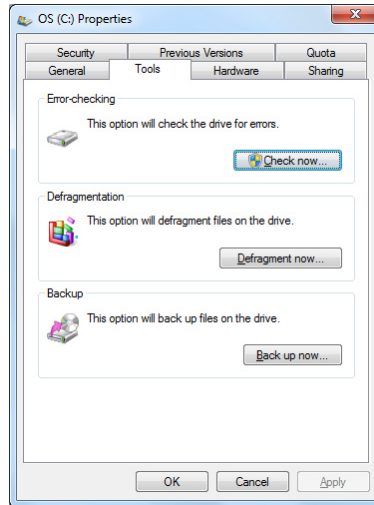 OS (C:) Properties
Security Previous Versions Quota
General Tools Hardware Sharing
Error-checking
This option will check the drive for errors.
Check now...
Defragmentation
This option will defragment files on the drive.
Defragment now...
Backup
This option will back up files on the drive.
Back up now...
OK Cancel Apply